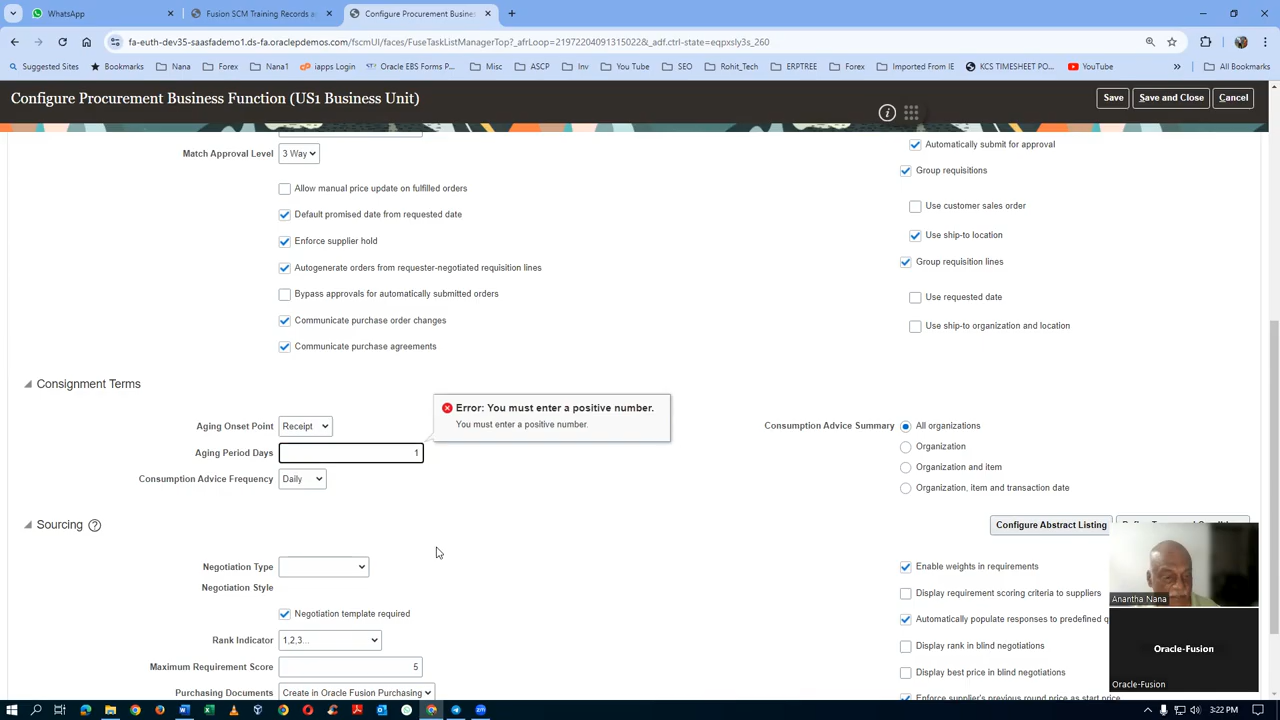 WhatsApp
Fusion SCM Training Records a
Configure Procurement Business
fa-euth-dev35-saasfademo1.ds-fa.oraclepdemos.com/fscmUI/faces/FuseTaskListManagerTop?_afrLoop=219722040913150228&_adf.ctrl-state=eqpxsly3s_260
Suggested Sites Bookmarks Nana Forex Nana1 iapps Login Oracle EBS Forms P... Misc ASCP Inv You Tube SEO Rohit_Tech ERPTREE Forex Imported From IE KCS TIMESHEET PO... YouTube All Bookmarks
Configure Procurement Business Function (US1 Business Unit)
Save Save and Close Cancel
Match Approval Level 3 Way
Allow manual price update on fulfilled orders
Default promised date from requested date
Enforce supplier hold
Autogenerate orders from requester-negotiated requisition lines
Bypass approvals for automatically submitted orders
Communicate purchase order changes
Communicate purchase agreements
Automatically submit for approval
Group requisitions
Use customer sales order
Use ship-to location
Group requisition lines
Use requested date
Use ship-to organization and location
Consignment Terms
Error: You must enter a positive number.
You must enter a positive number.
Aging Onset Point Receipt
Aging Period Days 1
Consumption Advice Frequency Daily
Consumption Advice Summary All organizations
Organization
Organization and item
Organization, item and transaction date
Sourcing
Configure Abstract Listing
Negotiation Type
Negotiation Style
Negotiation template required
Rank Indicator 1,2,3...
Maximum Requirement Score 5
Purchasing Documents Create in Oracle Fusion Purchasing
Enable weights in requirements
Display requirement scoring criteria to suppliers
Automatically populate responses to predefined q
Display rank in blind negotiations
Display best price in blind negotiations
Enforce supplier's previous round price as start price
Anantha Nana
Oracle-Fusion
Oracle-Fusion
3:22 PM